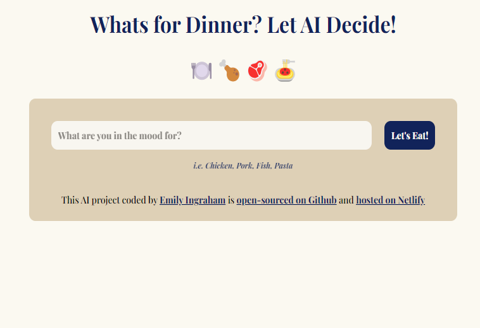 Whats for Dinner? Let AI Decide!
What are you in the mood for?
Let's Eat!
i.e. Chicken, Pork, Fish, Pasta
This AI project coded by Emily Ingraham is open-sourced on Github and hosted on Netlify